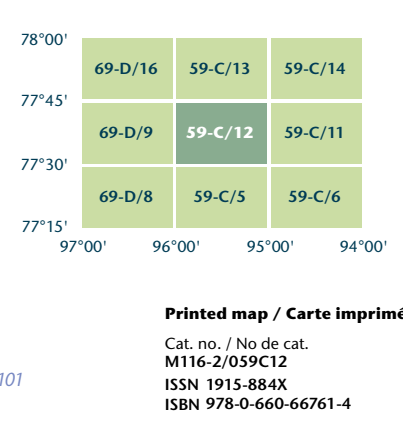 78°00'
69-D/16 59-C/13 59-C/14
77°45'
69-D/9 59-C/12 59-C/11
77°30'
69-D/8 59-C/5 59-C/6
77°15'
97°00' 96°00' 95°00' 94°00'
Printed map / Carte imprimé
Cat. no. / No de cat.
M116-2/059C12
101
ISSN 1915-884X
ISBN 978-0-660-66761-4